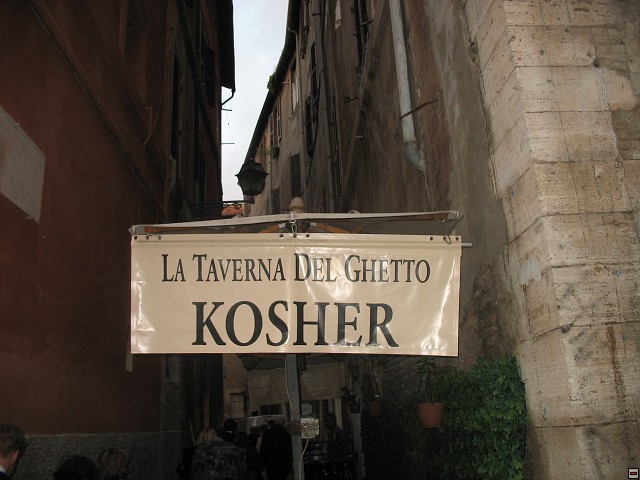 LA TAVERNA DEL GHETTO
KOSHER